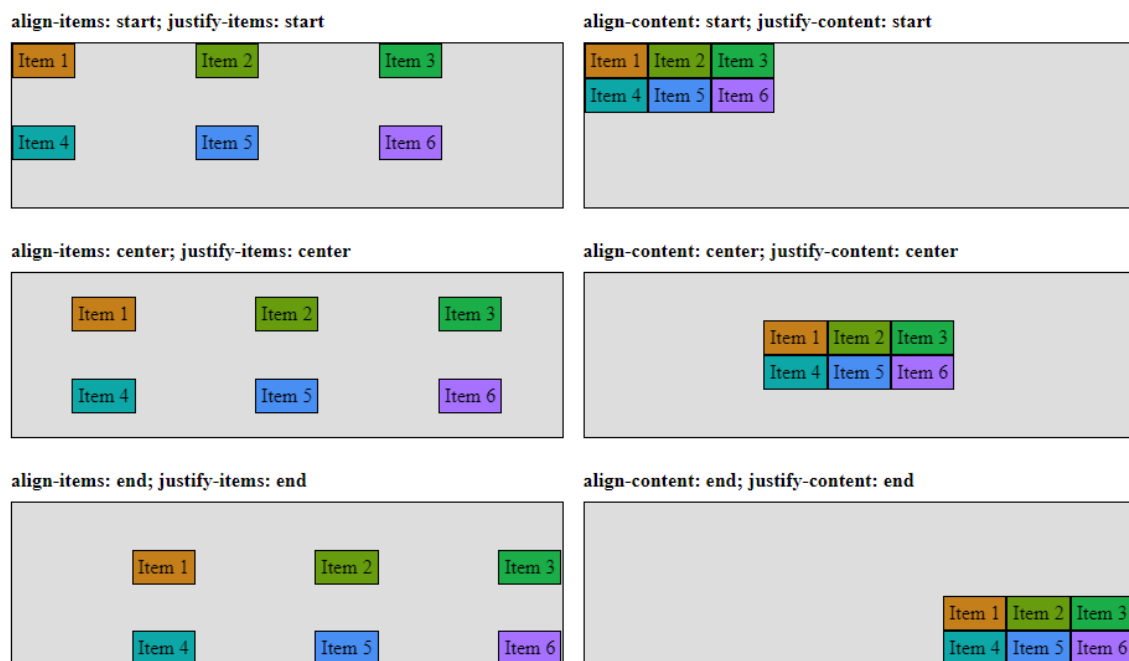 align-items: start; justify-items: start
Item 1 Item 2 Item 3
Item 4 Item 5 Item 6
align-content: start; justify-content: start
Item 1 Item 2 Item 3
Item 4 Item 5 Item 6
align-items: center; justify-items: center
Item 1 Item 2 Item 3
Item 4 Item 5 Item 6
align-content: center; justify-content: center
Item 1 Item 2 Item 3
Item 4 Item 5 Item 6
align-items: end; justify-items: end
Item 1 Item 2 Item 3
Item 4 Item 5 Item 6
align-content: end; justify-content: end
Item 1 Item 2 Item 3
Item 4 Item 5 Item 6